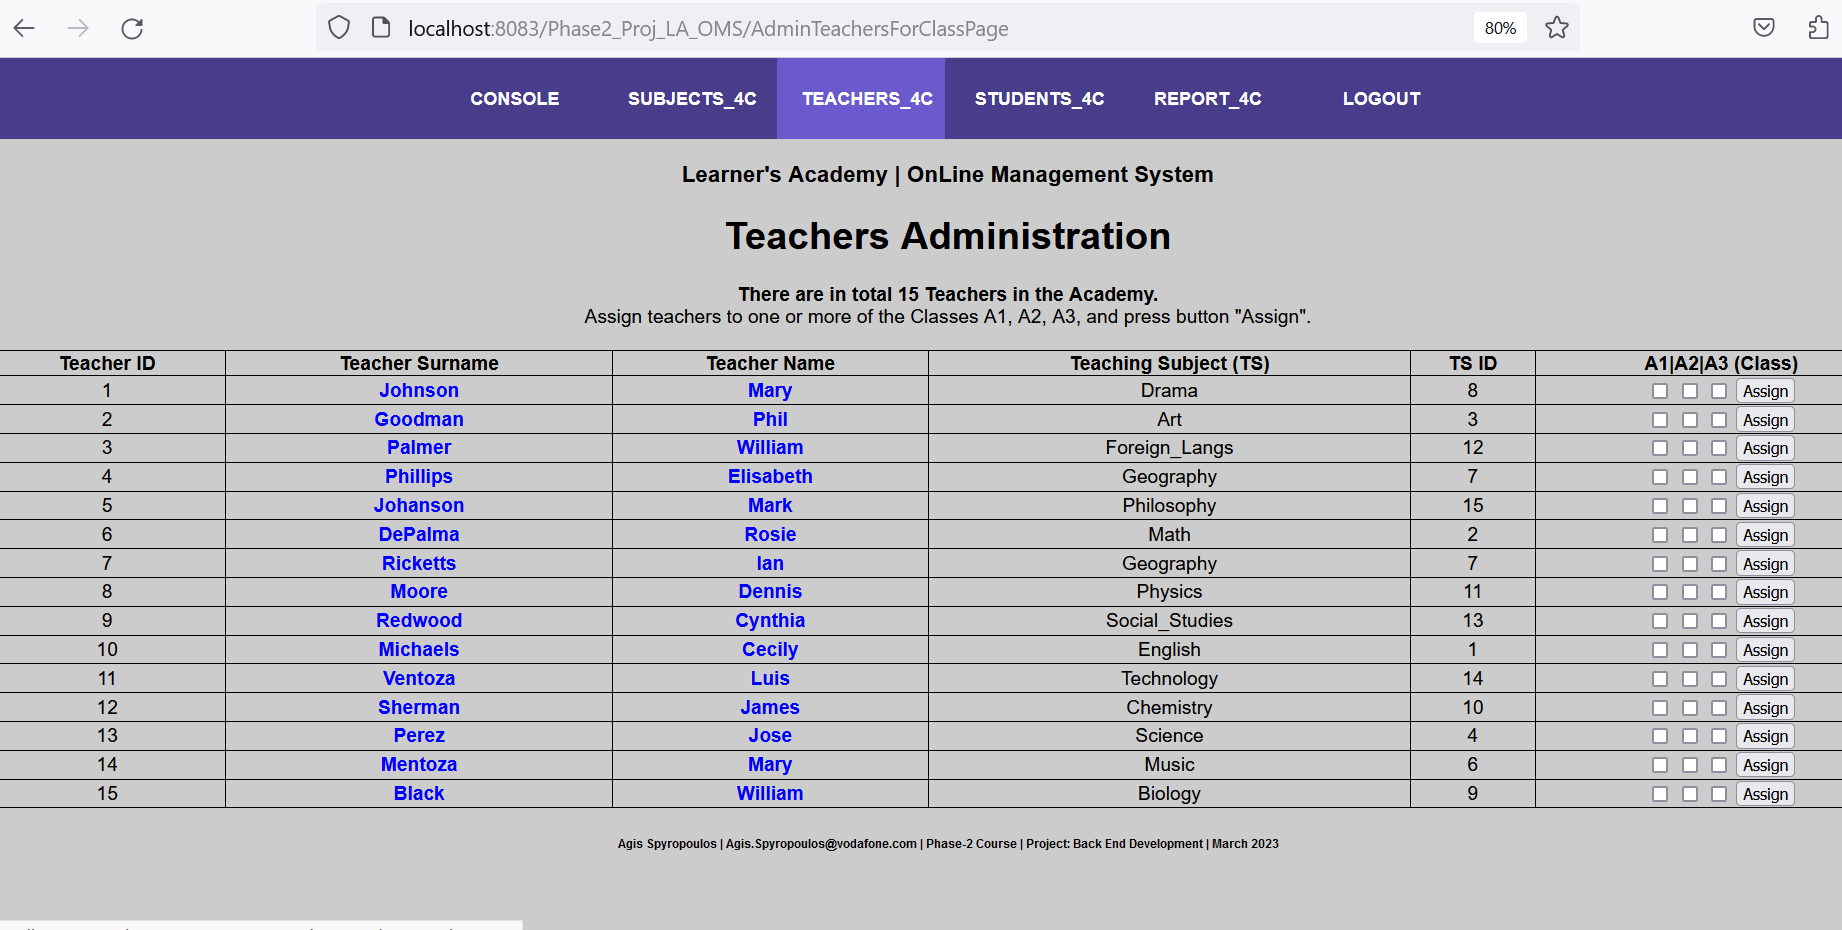 localhost:8083/Phase2_Proj_LA_OMS/AdminTeachersForClassPage 80%
CONSOLE SUBJECTS_4C TEACHERS_4C STUDENTS_4C REPORT_4C LOGOUT
Learner's Academy | OnLine Management System
Teachers Administration
There are in total 15 Teachers in the Academy.
Assign teachers to one or more of the Classes A1, A2, A3, and press button "Assign".
Teacher ID Teacher Surname Teacher Name Teaching Subject (TS) TS ID A1|A2|A3 (Class)
1 Johnson Mary Drama 8 Assign
2 Goodman Phil Art 3 Assign
3 Palmer William Foreign_Langs 12 Assign
4 Phillips Elisabeth Geography 7 Assign
5 Johanson Mark Philosophy 15 Assign
6 DePalma Rosie Math 2 Assign
7 Ricketts Ian Geography 7 Assign
8 Moore Dennis Physics 11 Assign
9 Redwood Cynthia Social_Studies 13 Assign
10 Michaels Cecily English 1 Assign
11 Ventoza Luis Technology 14 Assign
12 Sherman James Chemistry 10 Assign
13 Perez Jose Science 4 Assign
14 Mentoza Mary Music 6 Assign
15 Black William Biology 9 Assign
Agis Spyropoulos | Agis.Spyropoulos@vodafone.com | Phase-2 Course | Project: Back End Development | March 2023